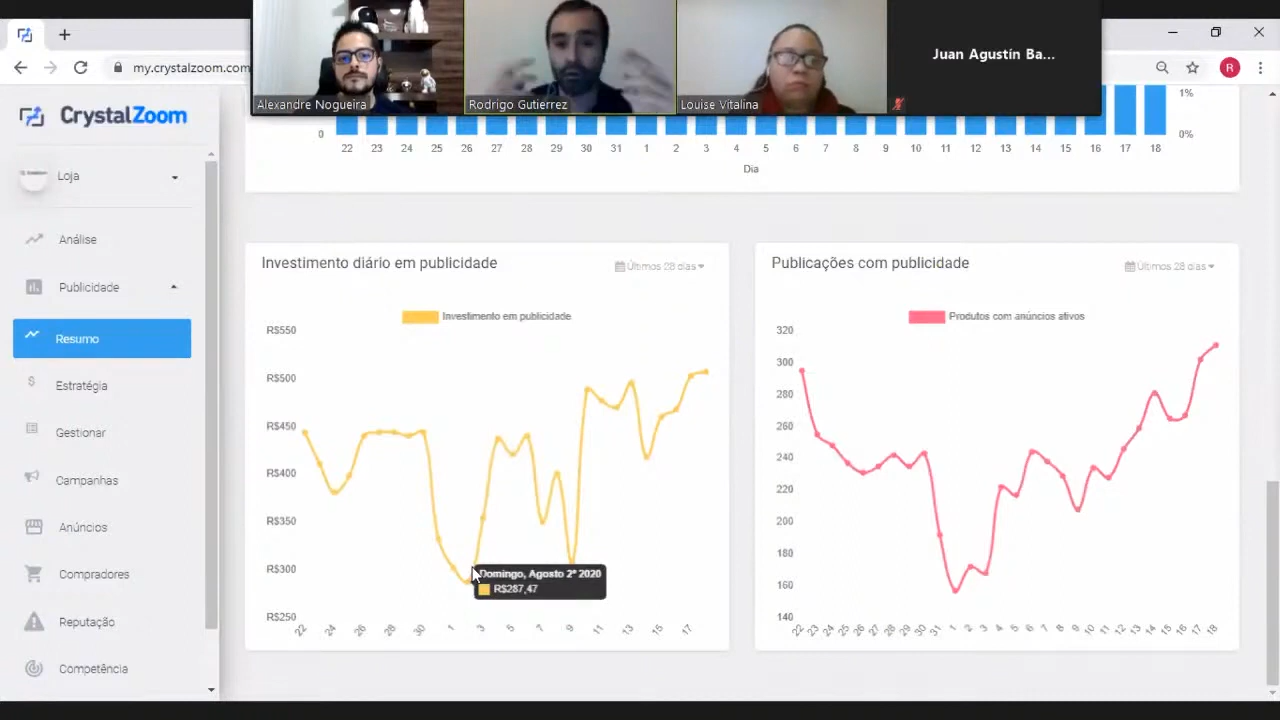 Alexandre Nogueira
Rodrigo Gutierrez
Louise Vitalina
Juan Agustín Ba...
my.crystalzoom.com
R
CrystalZoom
Loja
Análise
Publicidade
Resumo
$
Estratégia
Gestionar
Campanhas
Anúncios
Compradores
Reputação
Competência
0
1%
0%
22 23 24 25 26 27 28 29 30 31 1 2 3 4 5 6 7 8 9 10 11 12 13 14 15 16 17 18
Dia
Investimento diário em publicidade
Últimos 28 dias
Investimento em publicidade
R$550
R$500
R$450
R$400
R$350
R$300
R$250
Domingo, Agosto 2º 2020
R$287,47
22 24 26 28 30 1 3 5 7 9 11 13 15 17
Publicações com publicidade
Últimos 28 dias
Produtos com anúncios ativos
320
300
280
260
240
220
200
180
160
140
22 23 24 25 26 27 28 29 30 31 1 2 3 4 5 6 7 8 9 10 11 12 13 14 15 16 17 18